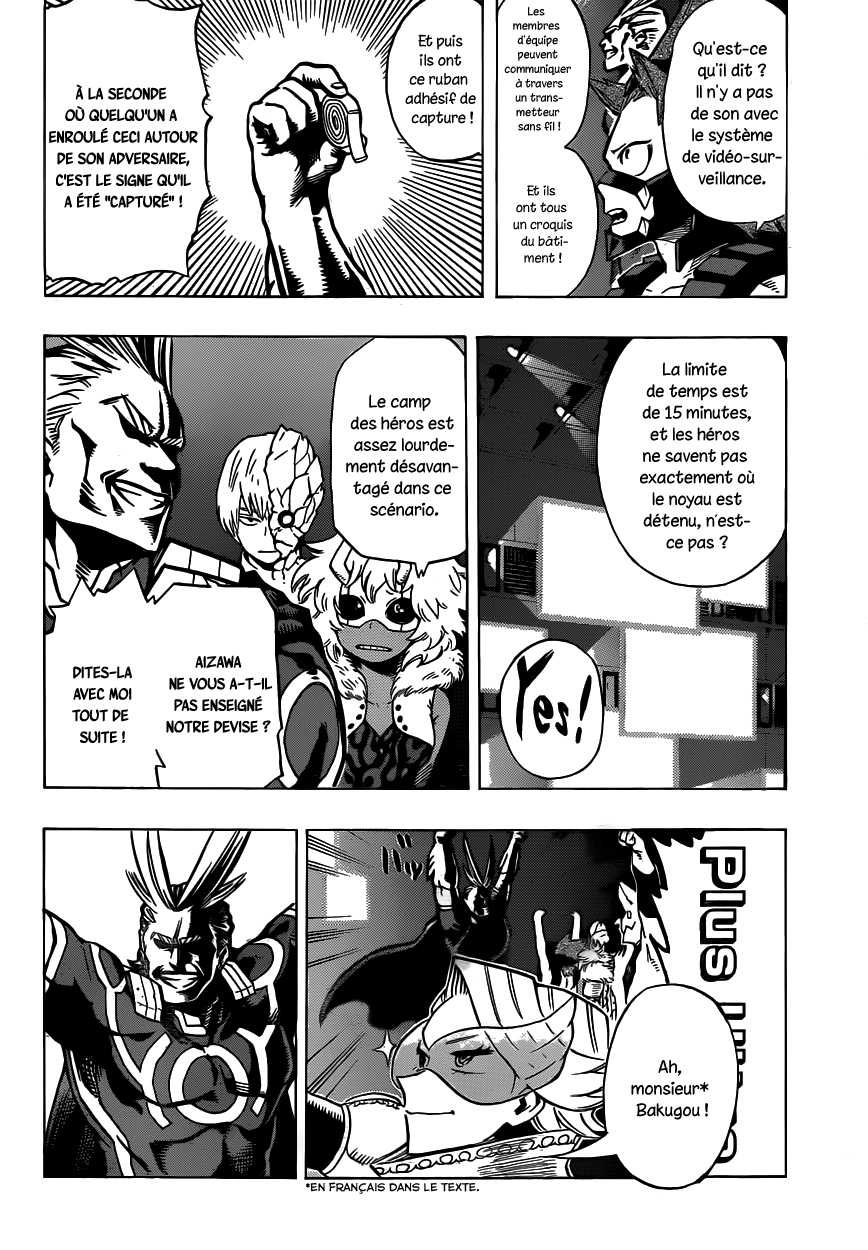 Et puis
ils ont
ce ruban
adhésif de
capture !
À LA SECONDE
OÙ QUELQU'UN A
ENROULÉ CECI AUTOUR
DE SON ADVERSAIRE,
C'EST LE SIGNE QU'IL
A ÉTÉ "CAPTURÉ" !
Qu'est-ce
qu'il dit ?
Il n'y a pas
de son avec
le système
de vidéo-sur-
veillance.
Les
membres
d'équipe
peuvent
communiquer
à travers
un trans-
metteur
sans fil !
Et ils
ont tous
un croquis
du bâti-
ment !
Le camp
des héros est
assez lourde-
ment désavan-
tagé dans ce
scénario.
AIZAWA
NE VOUS A-T-IL
PAS ENSEIGNÉ
NOTRE DEVISE ?
DITES-LA
AVEC MOI
TOUT DE
SUITE !
La limite
de temps est
de 15 minutes,
et les héros
ne savent pas
exactement où
le noyau est
détenu, n'est-
ce pas ?
Yes!
Plus
Ah,
monsieur*
Bakugou !
*EN FRANÇAIS DANS LE TEXTE.